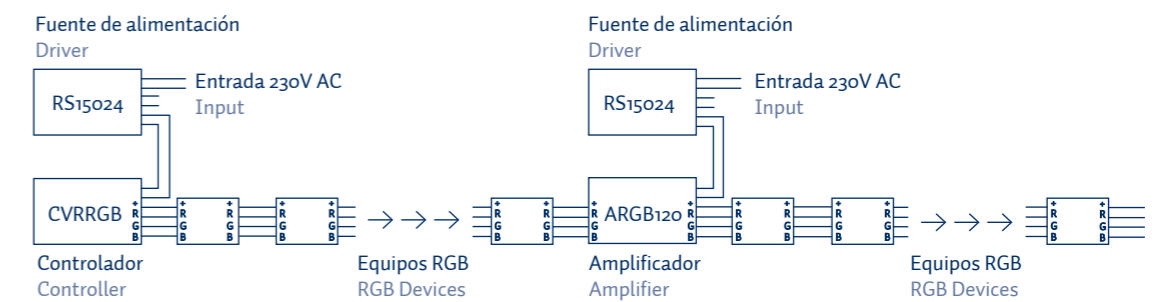 Fuente de alimentación
Driver
RS15024
Entrada 230V AC
Input
CVRRGB
+
R
G
B
+
R
G
B
+
R
G
B
Controlador
Controller
Equipos RGB
RGB Devices
+
R
G
B
Fuente de alimentación
Driver
RS15024
Entrada 230V AC
Input
+
R
G
B
ARGB120
+
R
G
B
+
R
G
B
+
R
G
B
Amplificador
Amplifier
Equipos RGB
RGB Devices
+
R
G
B